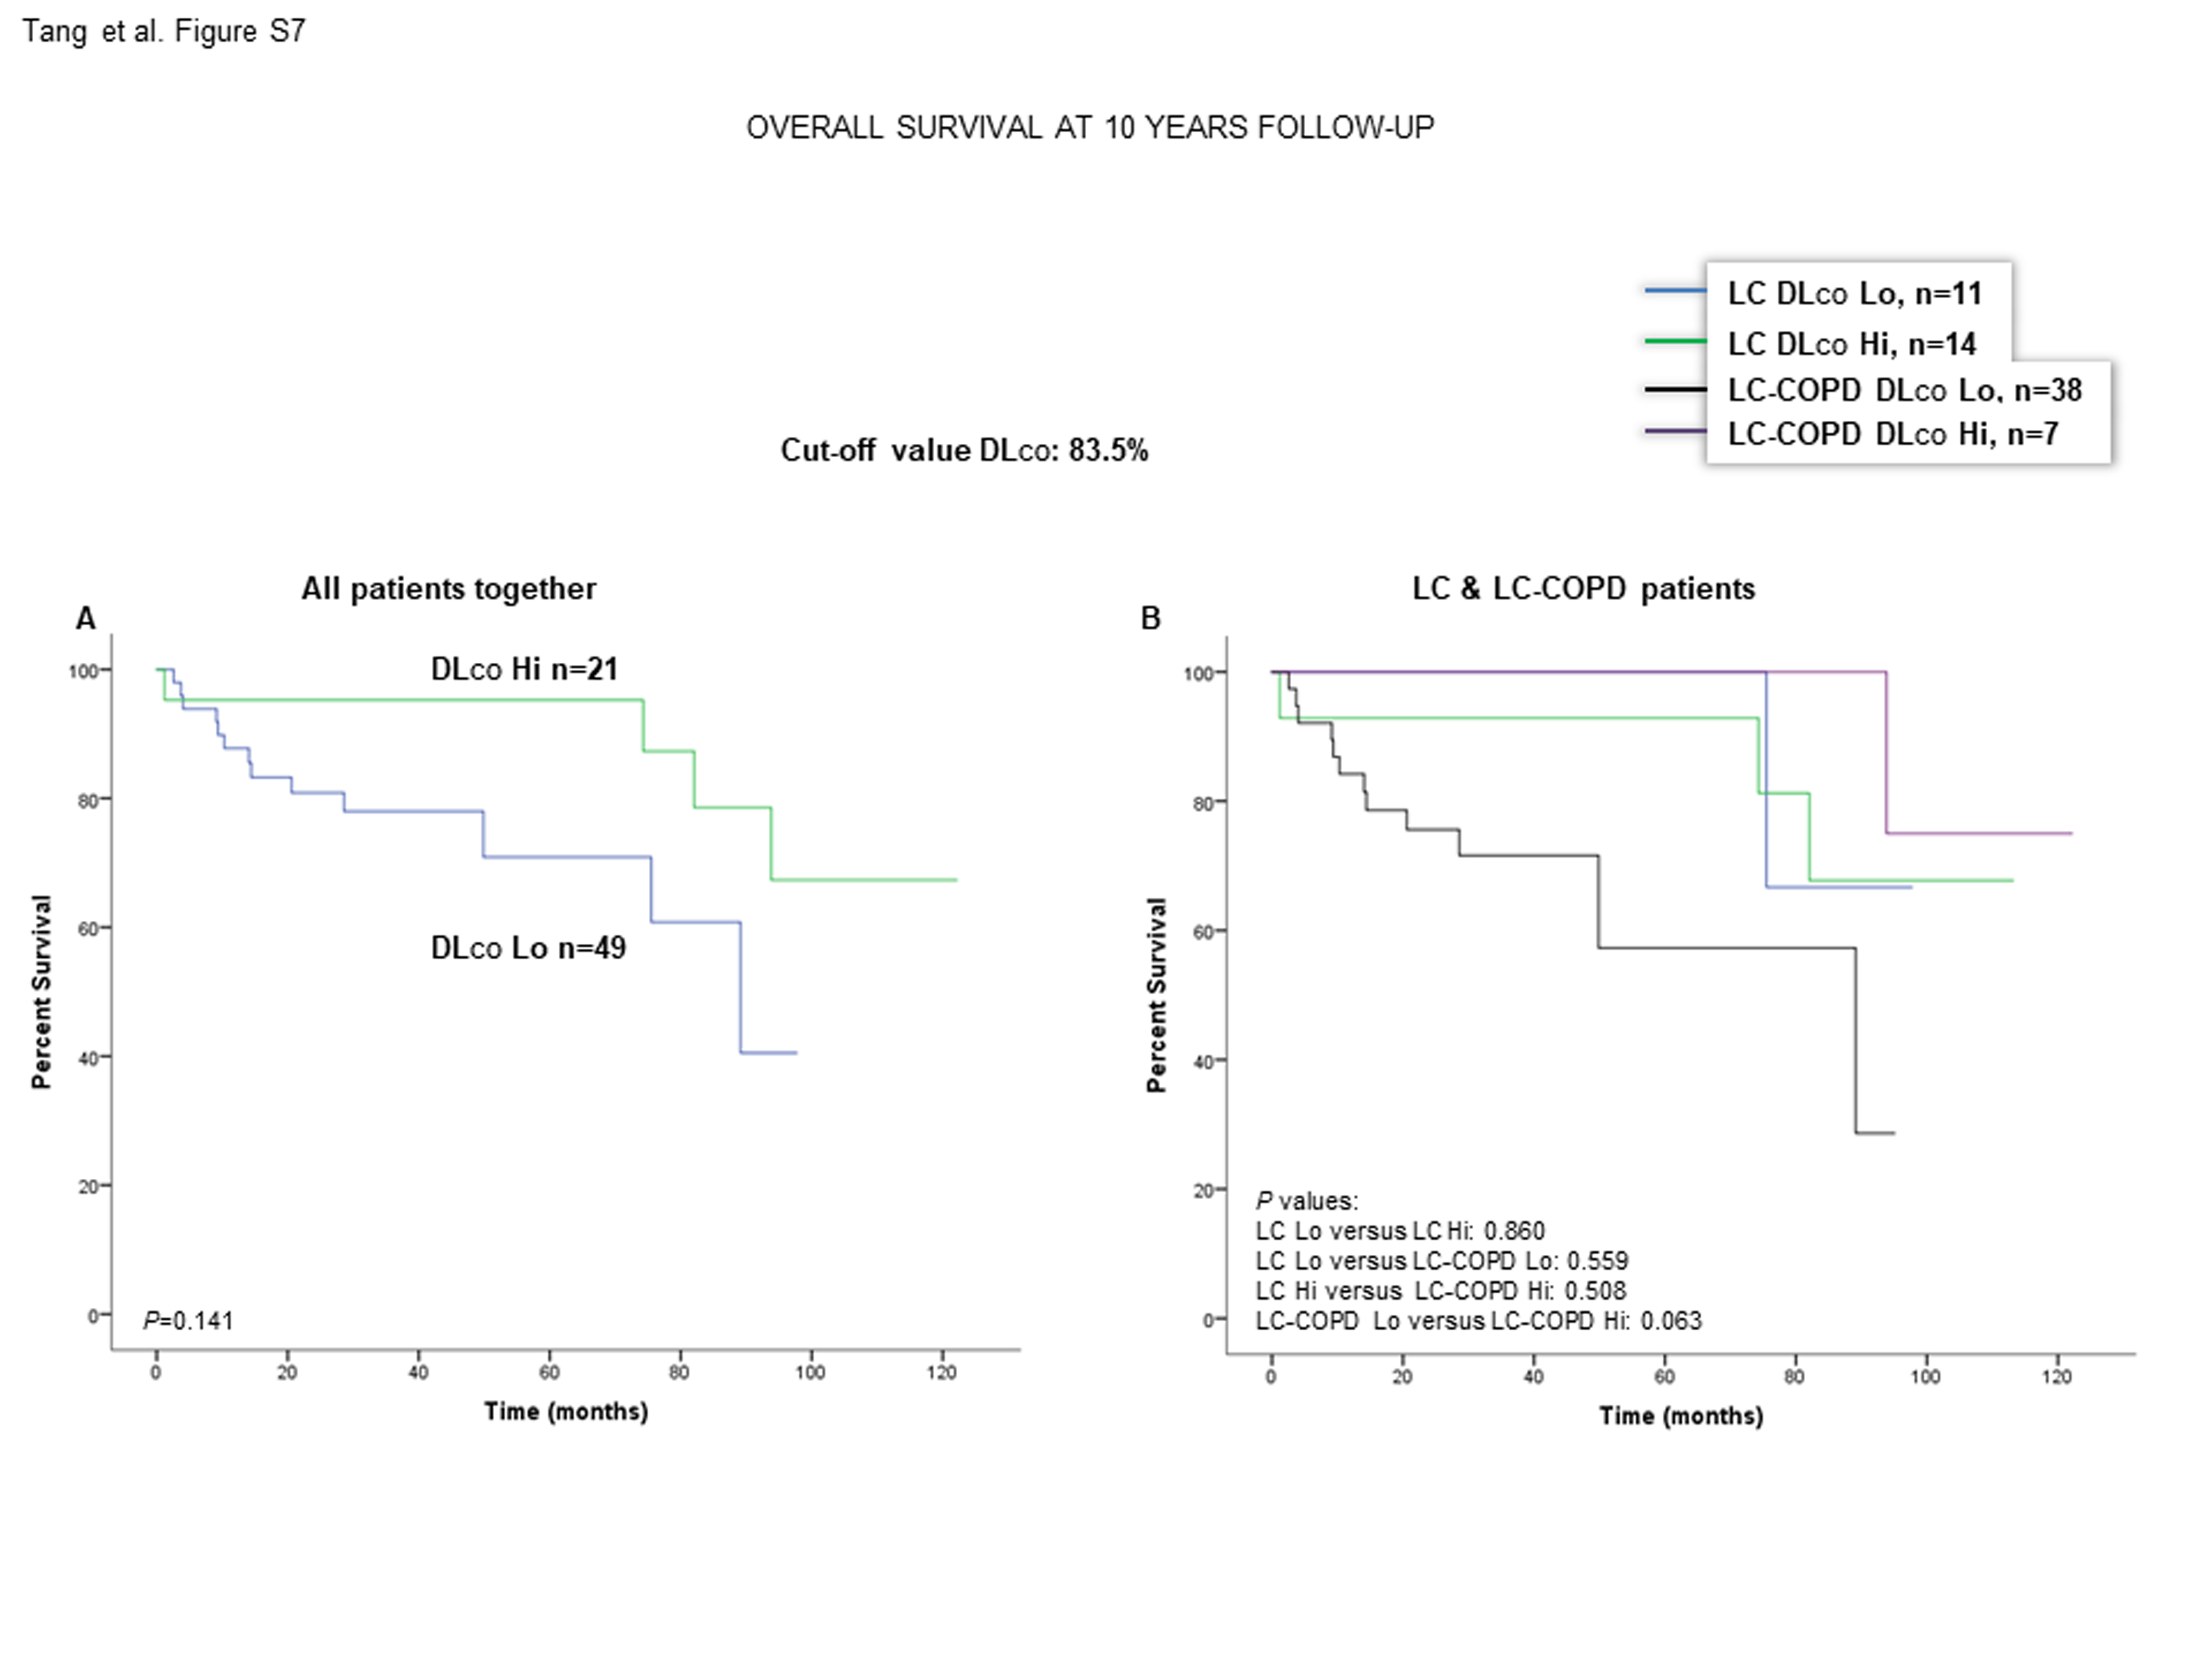 Tang et al. Figure S7
OVERALL SURVIVAL AT 10 YEARS FOLLOW-UP
LC DLco Lo, n=11
LC DLco Hi, n=14
LC-COPD DLco Lo, n=38
LC-COPD DLco Hi, n=7
Cut-off value DLco: 83.5%
All patients together
A
DLco Hi n=21
DLco Lo n=49
100
80
60
40
20
0
Percent Survival
P=0.141
0 20 40 60 80 100 120
Time (months)
LC & LC-COPD patients
B
100
80
60
40
20
0
Percent Survival
P values:
LC Lo versus LC Hi: 0.860
LC Lo versus LC-COPD Lo: 0.559
LC Hi versus LC-COPD Hi: 0.508
LC-COPD Lo versus LC-COPD Hi: 0.063
0 20 40 60 80 100 120
Time (months)